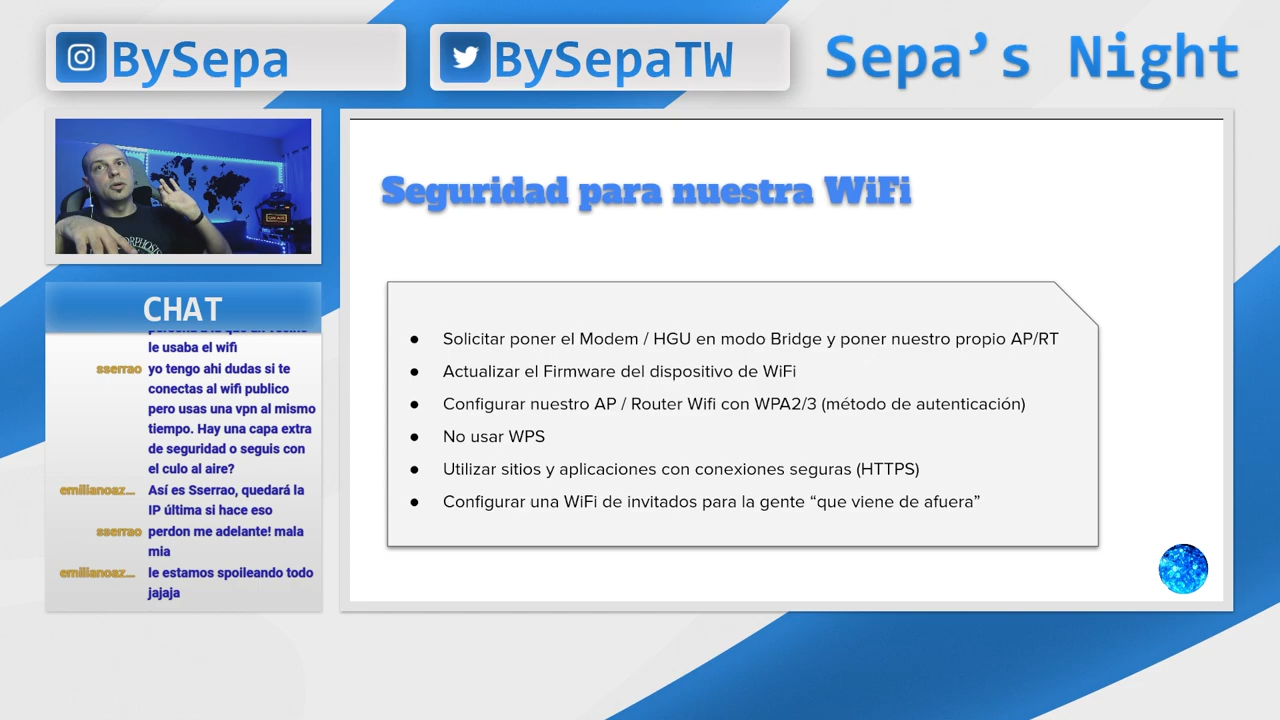 BySepa
BySepaTW
Sepa’s Night
CHAT
le usaba el wifi
sserrao yo tengo ahi dudas si te
conectas al wifi publico
pero usas una vpn al mismo
tiempo. Hay una capa extra
de seguridad o seguis con
el culo al aire?
emilianoaz... Así es Sserrao, quedará la
IP última si hace eso
sserrao perdon me adelante! mala
mia
emilianoaz... le estamos spoileando todo
jajaja
Seguridad para nuestra WiFi
● Solicitar poner el Modem / HGU en modo Bridge y poner nuestro propio AP/RT
● Actualizar el Firmware del dispositivo de WiFi
● Configurar nuestro AP / Router Wifi con WPA2/3 (método de autenticación)
● No usar WPS
● Utilizar sitios y aplicaciones con conexiones seguras (HTTPS)
● Configurar una WiFi de invitados para la gente “que viene de afuera”